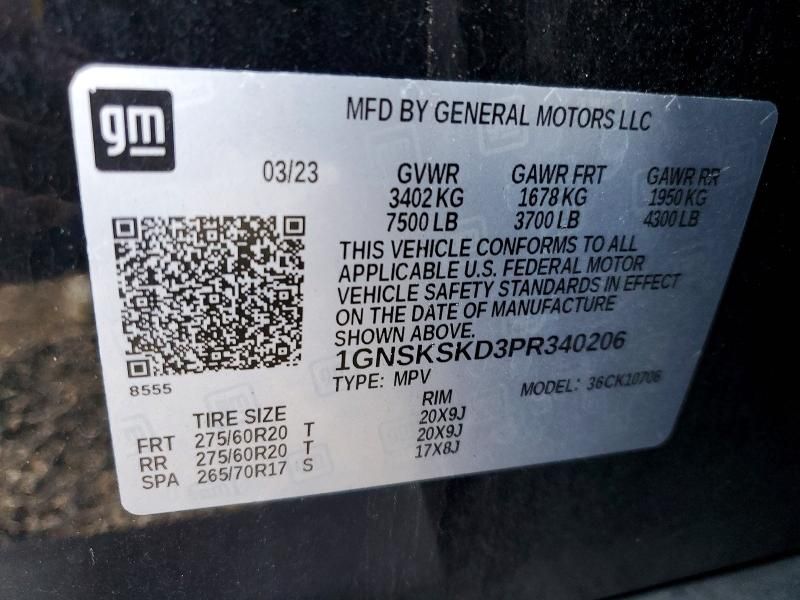 gm
MFD BY GENERAL MOTORS LLC
03/23 GVWR GAWR FRT GAWR RR
3402 KG 1678 KG 1950 KG
7500 LB 3700 LB 4300 LB
THIS VEHICLE CONFORMS TO ALL
APPLICABLE U.S. FEDERAL MOTOR
VEHICLE SAFETY STANDARDS IN EFFECT
ON THE DATE OF MANUFACTURE
SHOWN ABOVE.
1GNSKSKD3PR340206
8555
TYPE: MPV MODEL: 36CK10706
TIRE SIZE RIM
FRT 275/60R20 T 20X9J
RR 275/60R20 T 20X9J
SPA 265/70R17 S 17X8J